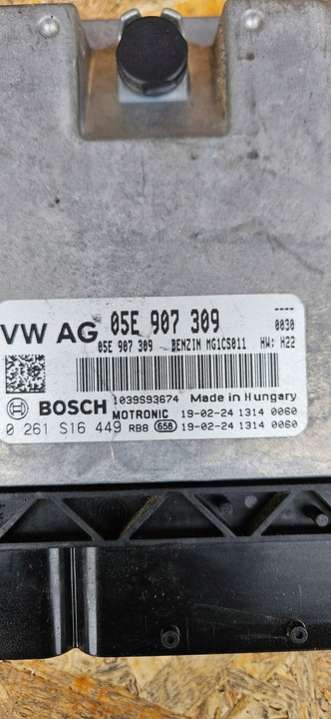 ----
VW AG 05E 907 309 0030
05E 907 309 BENZIN MG1CS011 HW: H22
1039S93674 Made in Hungary
BOSCH MOTRONIC 19-02-24 1314 0060
0 261 S16 449 RB8 658 19-02-24 1314 0060